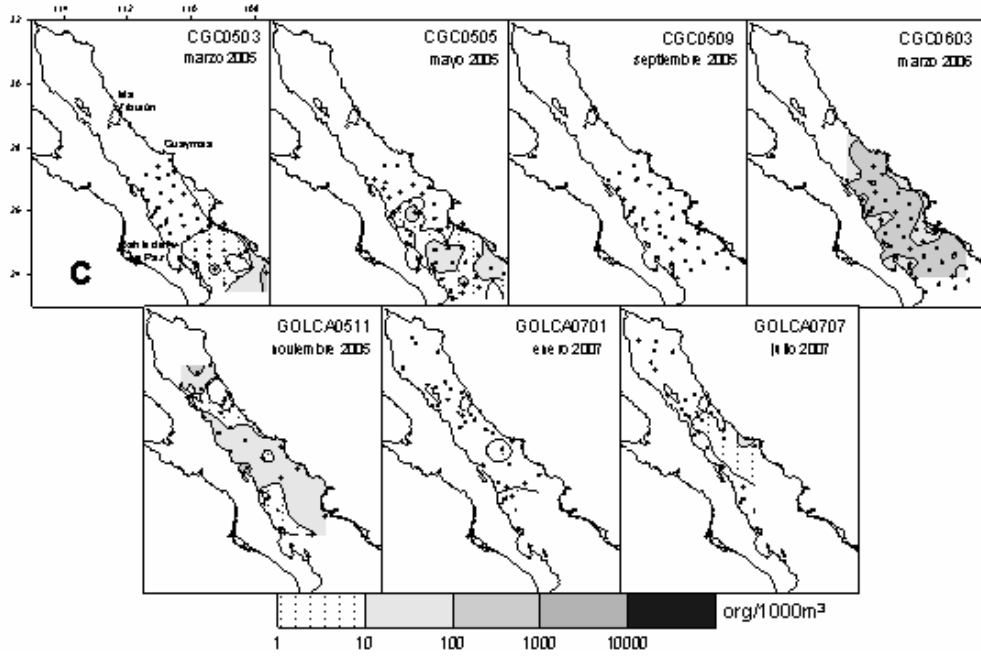 CGC0503
marzo 2005
CGC0505
mayo 2005
CGC0509
septiembre 2005
CGC0603
marzo
Isla
Tiburón
Guaymas
Bahía de
La Paz
C
GOLCA0511
noviembre 2005
GOLCA0701
enero 2007
GOLCA0707
julio 2007
org/1000m³
1 10 100 1000 10000